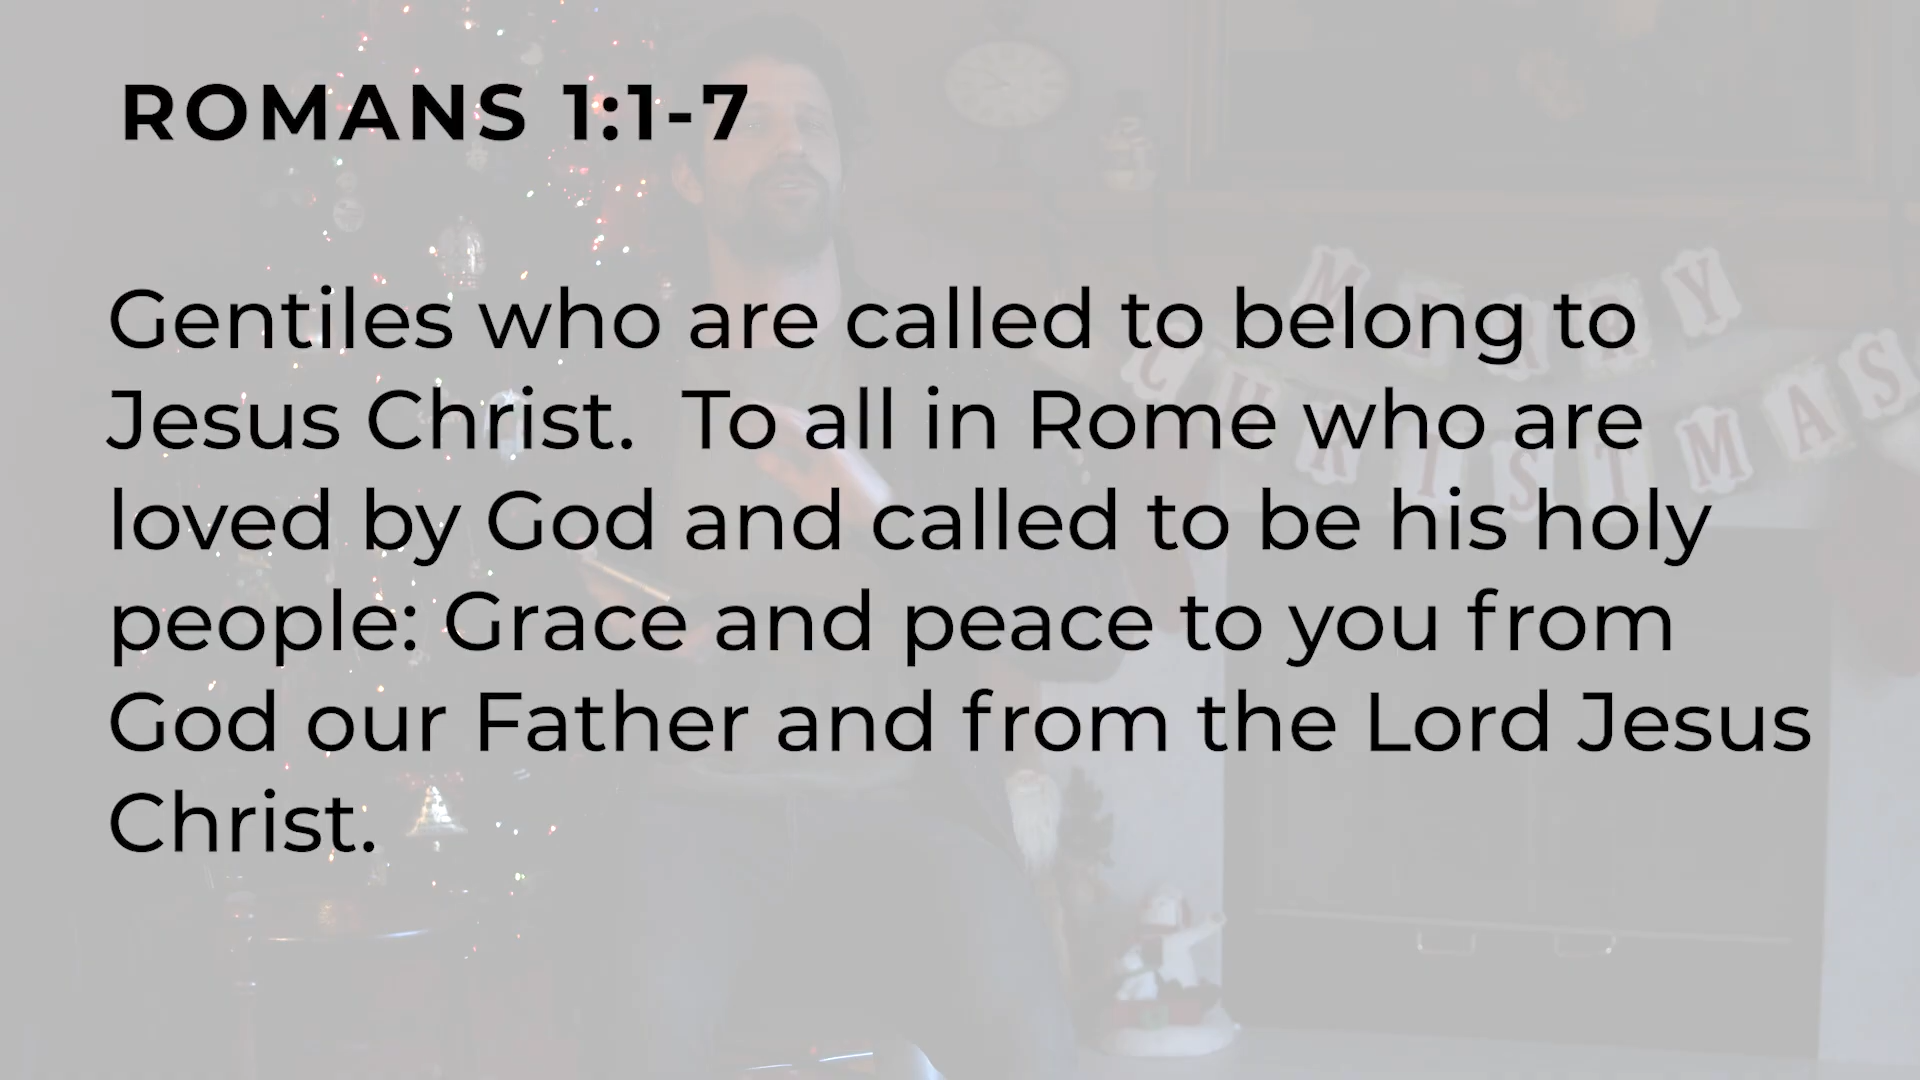 ROMANS 1:1-7
Gentiles who are called to belong to
Jesus Christ.  To all in Rome who are
loved by God and called to be his holy
people: Grace and peace to you from
God our Father and from the Lord Jesus
Christ.
MERRY
CHRISTMAS